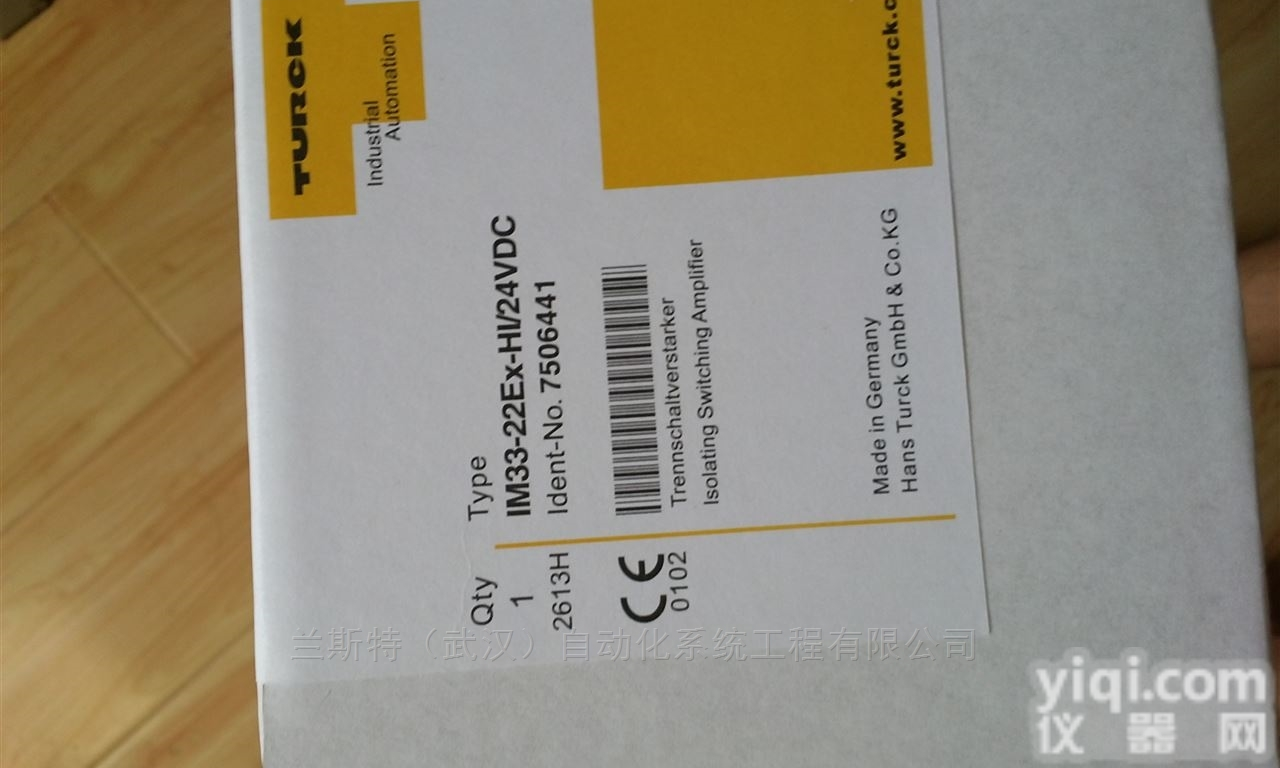 TURCK
Industrial
Automation
www.turck.c
Qty Type
1 IM33-22Ex-HI/24VDC
2613H Ident-No. 7506441
CE
0102
Trennschaltverstarker
Isolating Switching Amplifier
Made in Germany
Hans Turck GmbH & Co.KG
兰斯特（武汉）自动化系统工程有限公司
yiqi.com
仪器网